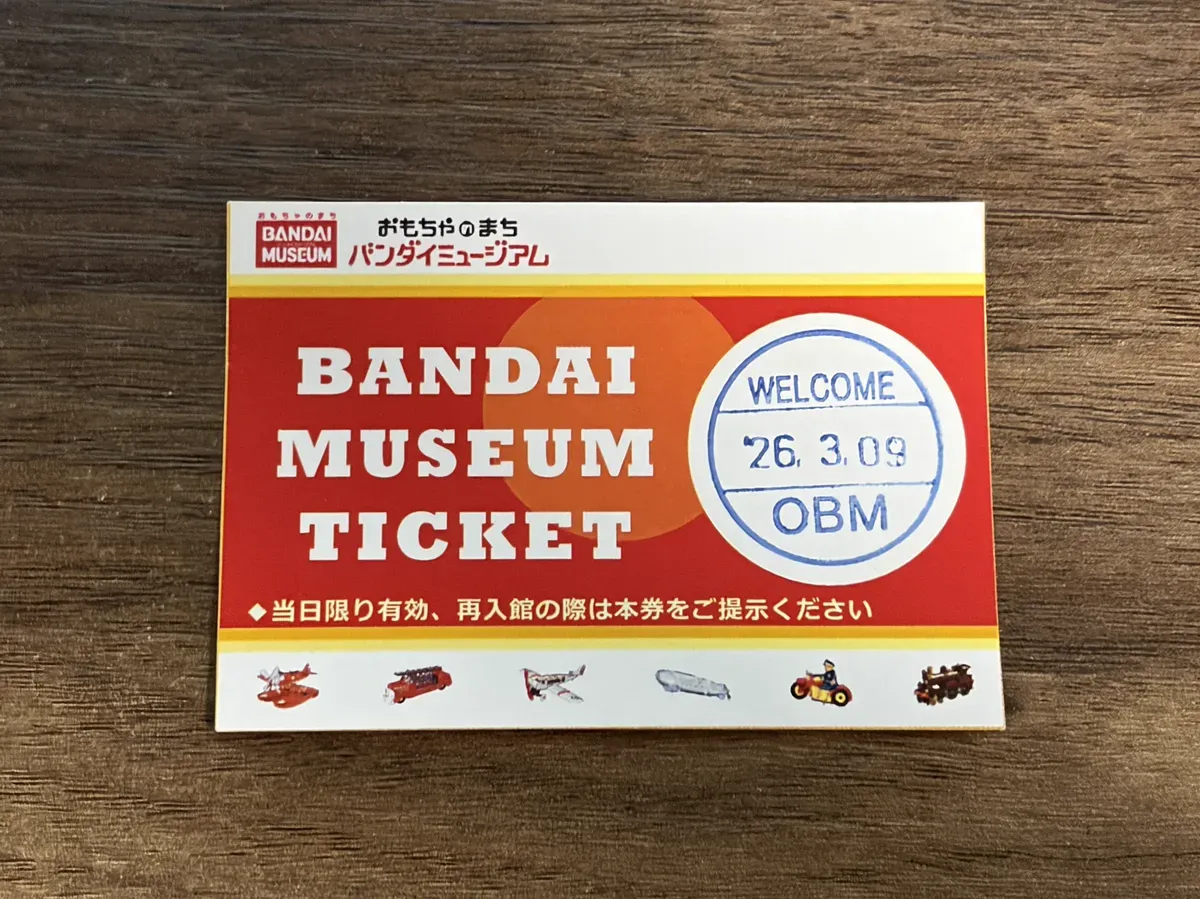 おもちゃのまち
BANDAI
MUSEUM
おもちゃのまち
バンダイミュージアム
BANDAI
MUSEUM
TICKET
WELCOME
'26. 3. 09
OBM
◆当日限り有効、再入館の際は本券をご提示ください